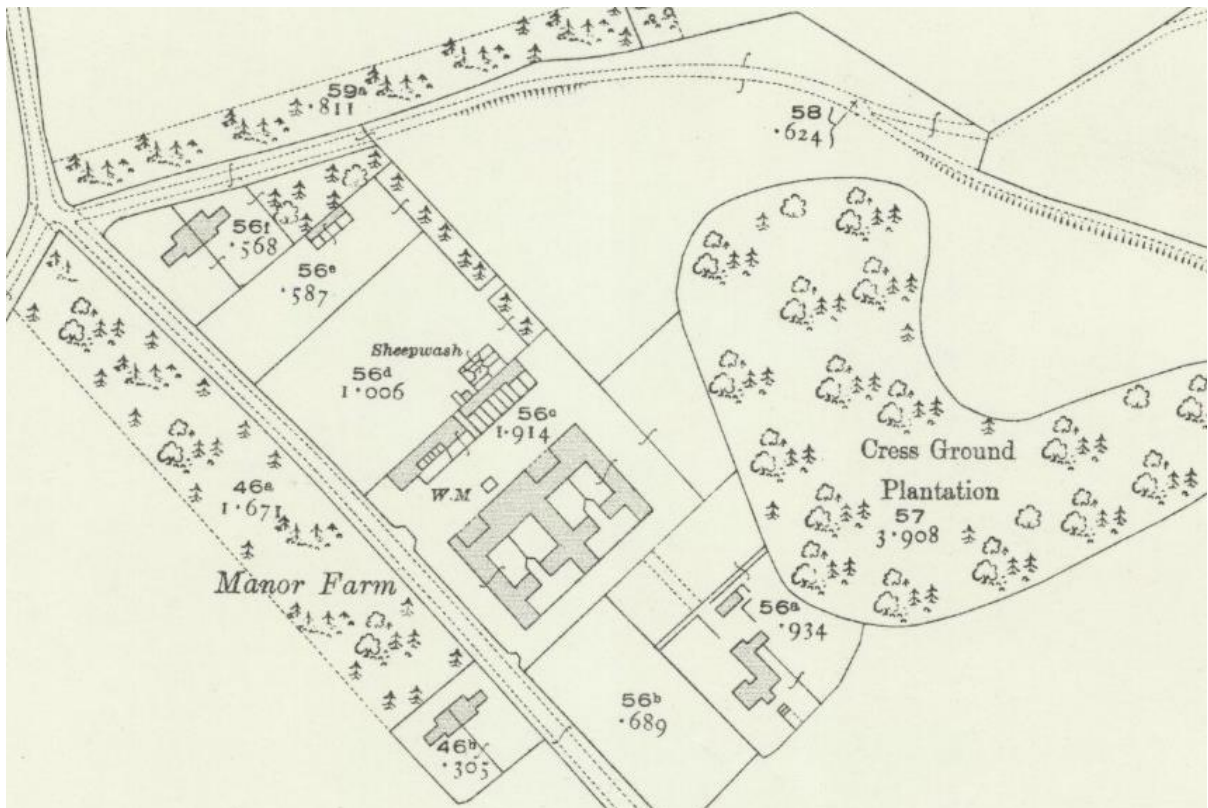 59a
·811
58
·624
56f
·568
56e
·587
Sheepwash
56d
1·006
56c
1·914
W.M
46a
1·671
Manor Farm
Cress Ground
Plantation
57
3·908
56a
·934
56b
·689
46b
·305